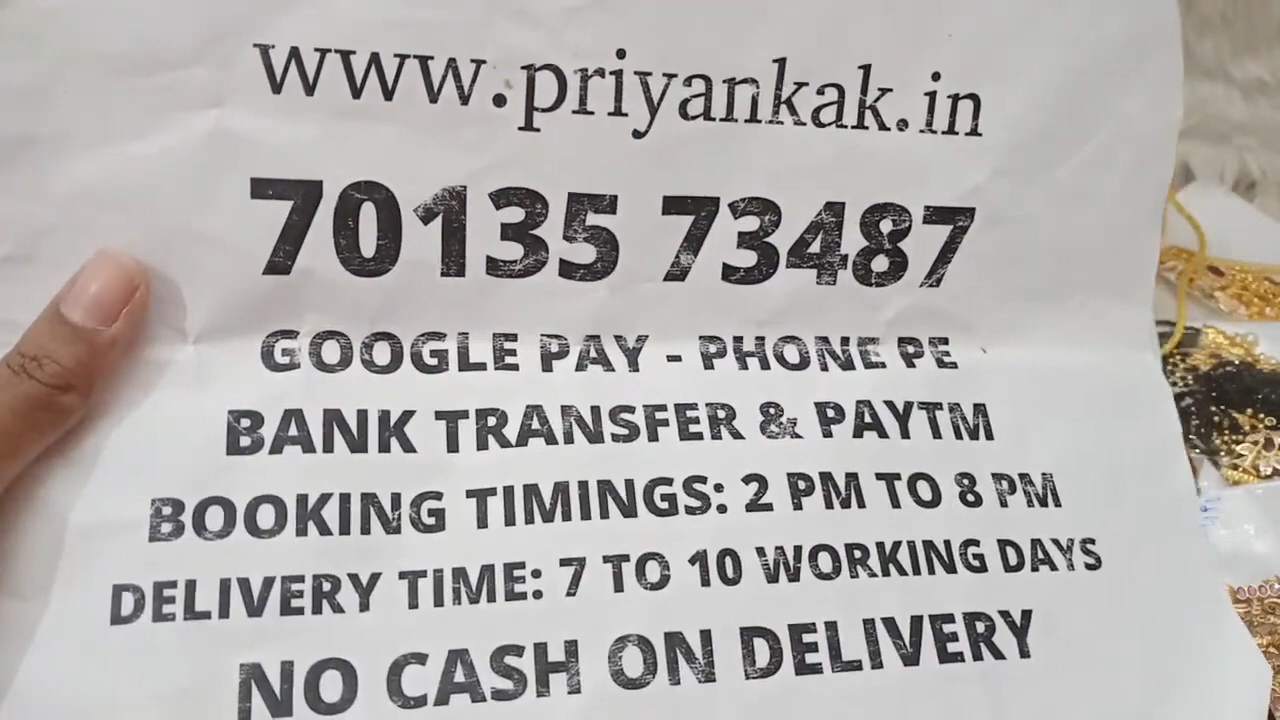 www.priyankak.in
70135 73487
GOOGLE PAY - PHONE PE
BANK TRANSFER & PAYTM
BOOKING TIMINGS: 2 PM TO 8 PM
DELIVERY TIME: 7 TO 10 WORKING DAYS
NO CASH ON DELIVERY